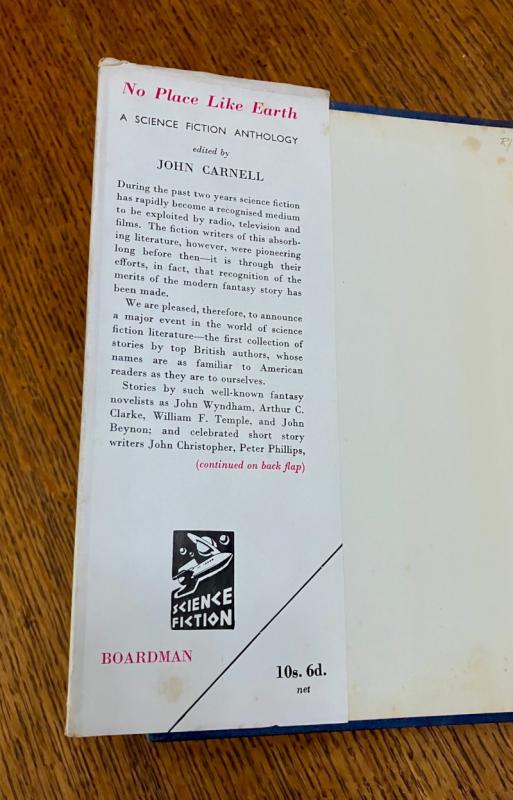 No Place Like Earth
A SCIENCE FICTION ANTHOLOGY
edited by
JOHN CARNELL
During the past two years science fiction
has rapidly become a recognised medium
to be exploited by radio, television and
films. The fiction writers of this absorb-
ing literature, however, were pioneering
long before then—it is through their
efforts, in fact, that recognition of the
merits of the modern fantasy story has
been made.
We are pleased, therefore, to announce
a major event in the world of science
fiction literature—the first collection of
stories by top British authors, whose
names are as familiar to American
readers as they are to ourselves.
Stories by such well-known fantasy
novelists as John Wyndham, Arthur C.
Clarke, William F. Temple, and John
Beynon; and celebrated short story
writers John Christopher, Peter Phillips,
(continued on back flap)
SCIENCE
FICTION
BOARDMAN
10s. 6d.
net